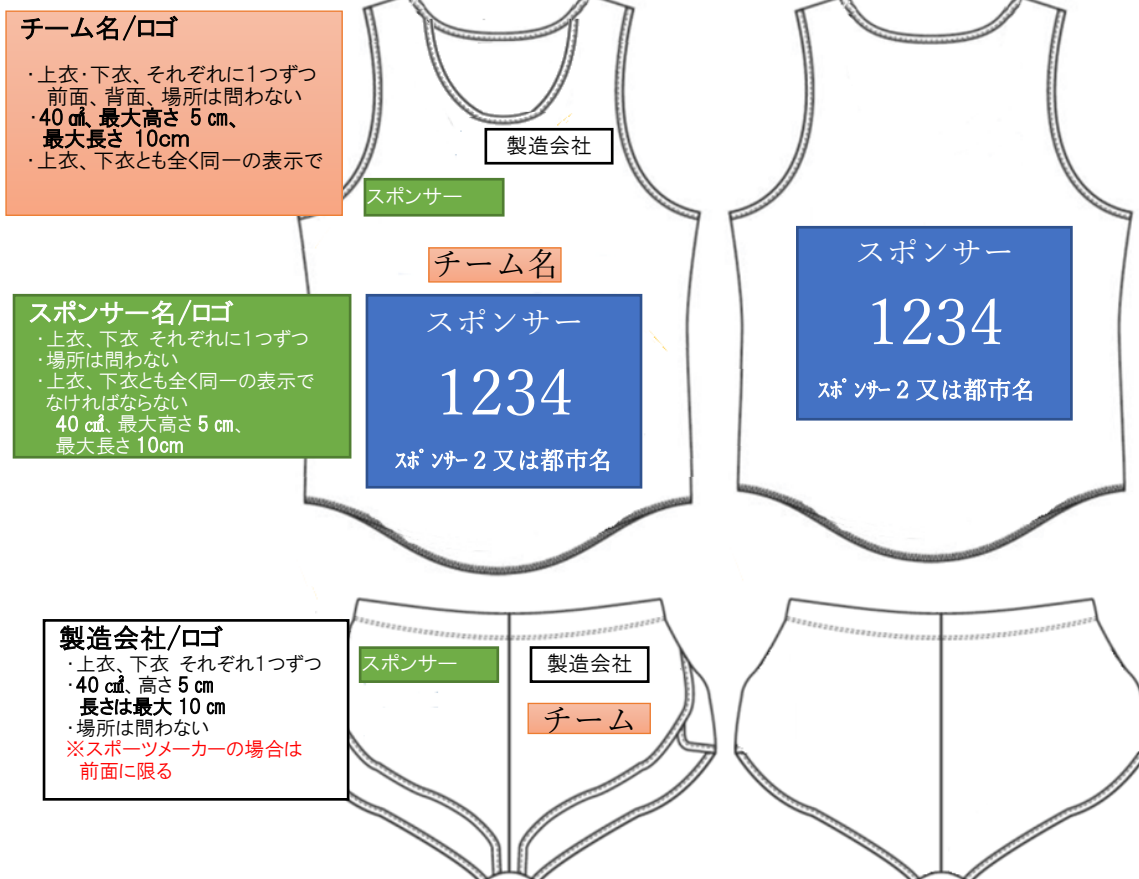 チーム名/ロゴ
・上衣・下衣、それぞれに1つずつ
前面、背面、場所は問わない
・40 ㎠、最大高さ 5 ㎝、
最大長さ 10cm
・上衣、下衣とも全く同一の表示で
製造会社
スポンサー
チーム名
スポンサー
1234
スポンサー2 又は都市名
スポンサー
1234
スポンサー2 又は都市名
スポンサー名/ロゴ
・上衣、下衣 それぞれに1つずつ
・場所は問わない
・上衣、下衣とも全く同一の表示で
なければならない
40 ㎠、最大高さ 5 ㎝、
最大長さ 10cm
製造会社/ロゴ
・上衣、下衣 それぞれ1つずつ
・40 ㎠、高さ 5 ㎝
長さは最大 10 ㎝
・場所は問わない
※スポーツメーカーの場合は
前面に限る
スポンサー
製造会社
チーム